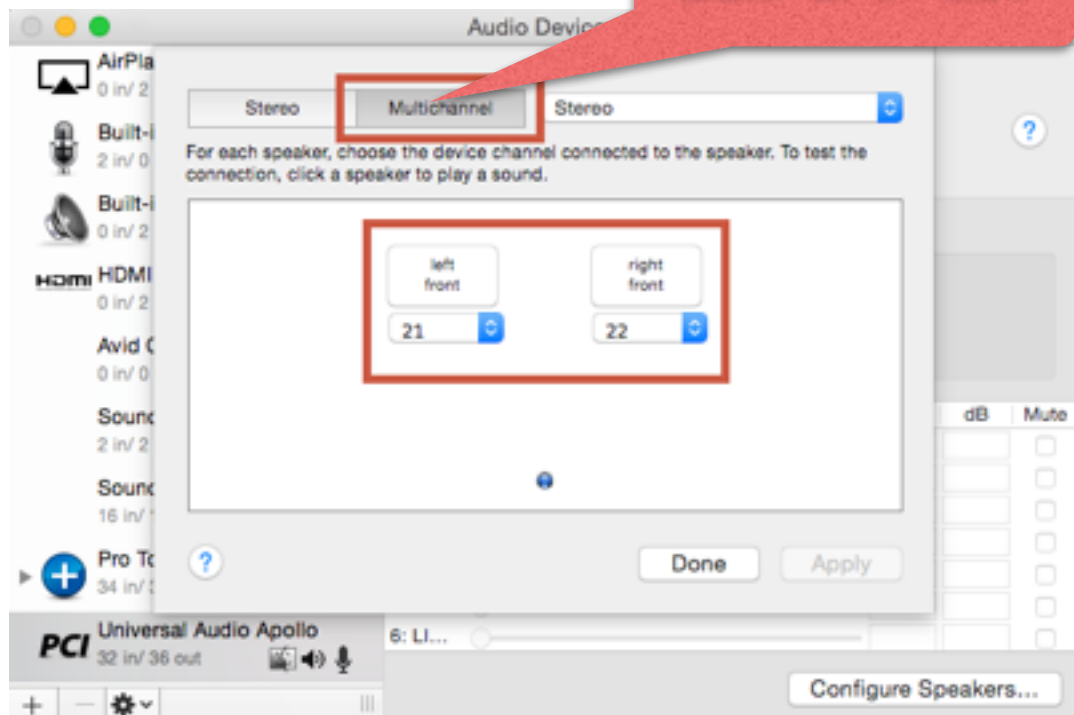 Audio Devic
AirPla
0 in/ 2
Built-i
2 in/ 0
Built-i
0 in/ 2
HDMI HDMI
0 in/ 2
Avid
0 in/ 0
Sound
2 in/ 2
Sound
16 in/
Pro To
34 in/
PCI Universal Audio Apollo
32 in/ 36 out
Stereo Multichannel Stereo
?
For each speaker, choose the device channel connected to the speaker. To test the
connection, click a speaker to play a sound.
left
front
right
front
21 22
? Done Apply
dB Mute
6: LI...
Configure Speakers...